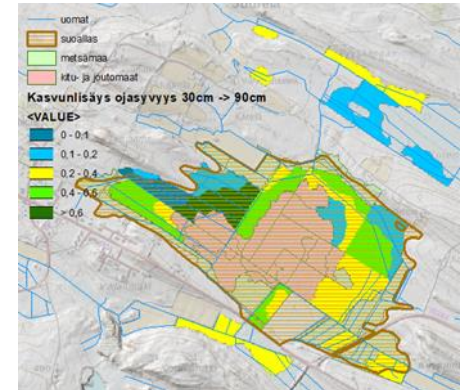 uomat
suoallas
metsämaa
kitu- ja joutomaat
Kasvunlisäys ojasyvyys 30cm -> 90cm
<VALUE>
0 - 0,1
0,1 - 0,2
0,2 - 0,4
0,4 - 0,6
> 0,6